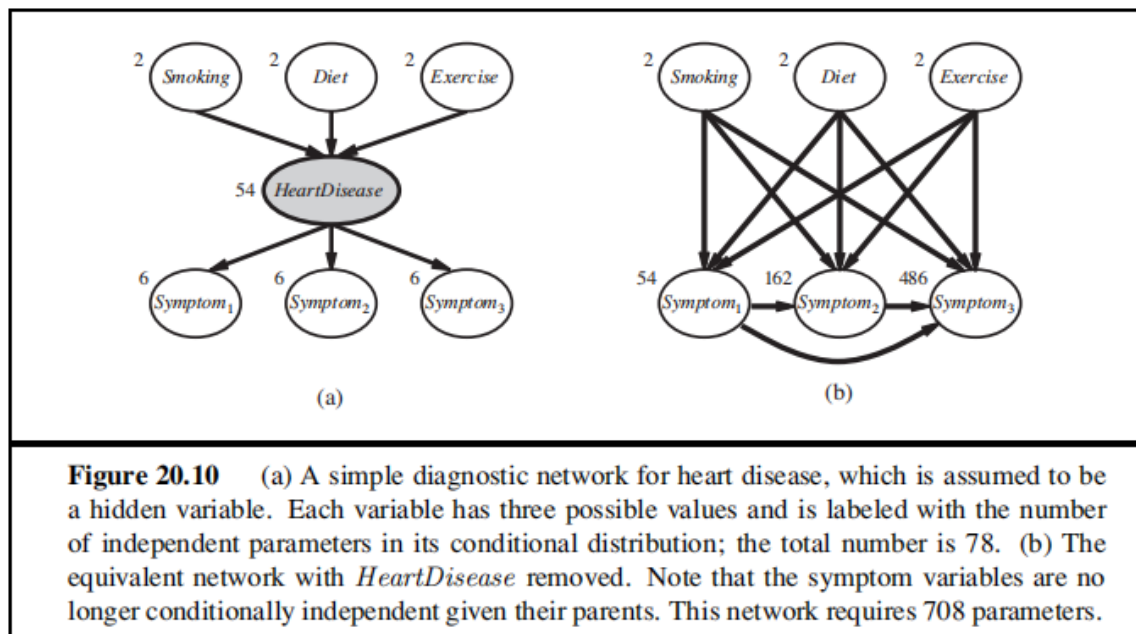 2 Smoking 2 Diet 2 Exercise
54 HeartDisease
6 Symptom₁ 6 Symptom₂ 6 Symptom₃
(a)
2 Smoking 2 Diet 2 Exercise
54 Symptom₁ 162 Symptom₂ 486 Symptom₃
(b)
Figure 20.10 (a) A simple diagnostic network for heart disease, which is assumed to be
a hidden variable. Each variable has three possible values and is labeled with the number
of independent parameters in its conditional distribution; the total number is 78. (b) The
equivalent network with HeartDisease removed. Note that the symptom variables are no
longer conditionally independent given their parents. This network requires 708 parameters.